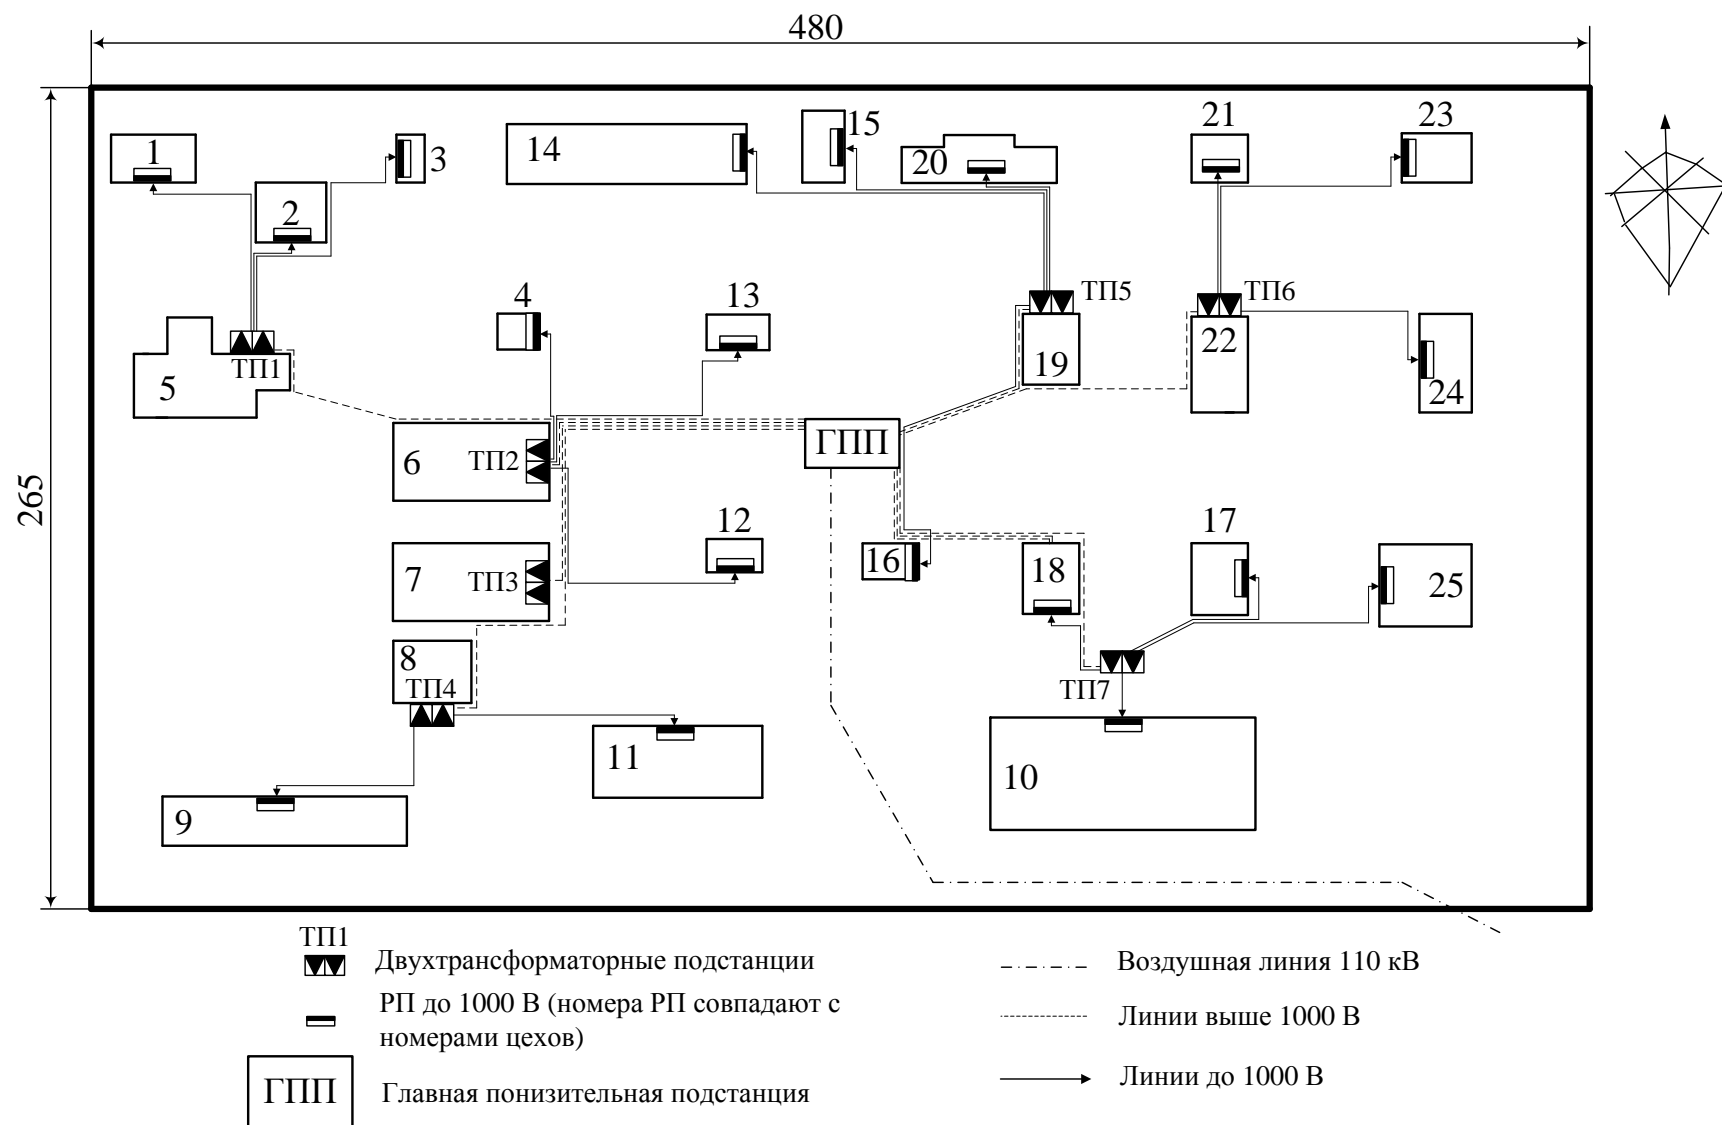 480
265
1
2
3
14
15
20
21
23
4
13
ТП5
ТП6
5
ТП1
19
22
24
6
ТП2
ГПП
7
ТП3
12
16
18
17
25
8
ТП4
ТП7
9
11
10
ТП1
Двухтрансформаторные подстанции
РП до 1000 В (номера РП совпадают с
номерами цехов)
ГПП
Главная понизительная подстанция
Воздушная линия 110 кВ
Линии выше 1000 В
Линии до 1000 В